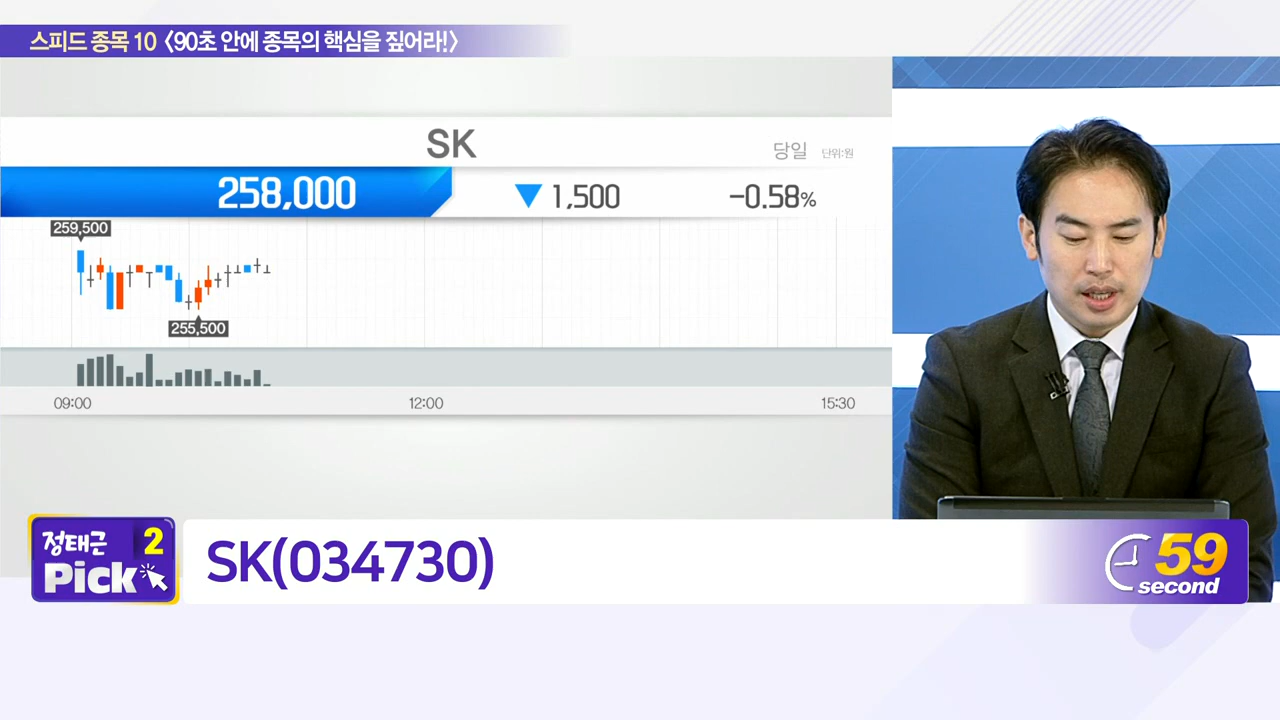 스피드 종목 10 〈90초 안에 종목의 핵심을 짚어라!〉
SK
당일 단위:원
258,000 ▼ 1,500 -0.58%
259,500
255,500
09:00 12:00 15:30
정태근 2
Pick
SK(034730)
59
second